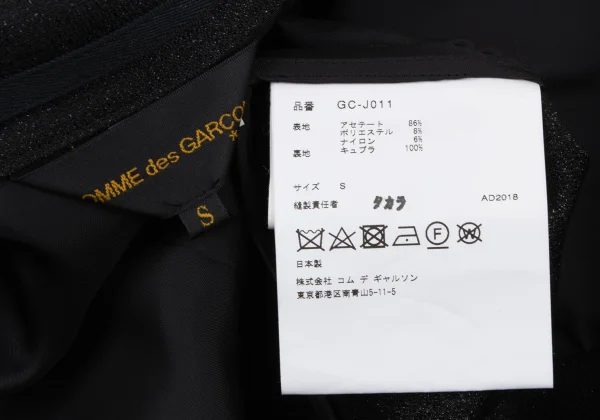 OMME des GARÇO
S
品番 GC-J011
表地 アセテート 86%
ポリエステル 8%
ナイロン 6%
裏地 キュプラ 100%
サイズ S
縫製責任者 タカラ AD2018
F W
日本製
株式会社 コム デ ギャルソン
東京都港区南青山5-11-5